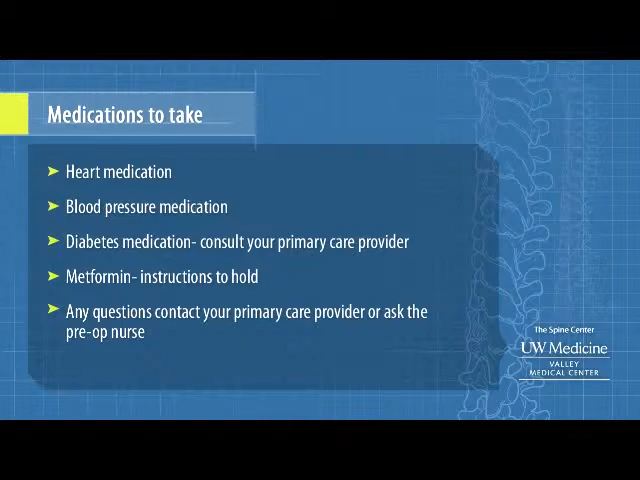 Medications to take
➤ Heart medication
➤ Blood pressure medication
➤ Diabetes medication- consult your primary care provider
➤ Metformin- instructions to hold
➤ Any questions contact your primary care provider or ask the
pre-op nurse
The Spine Center
UW Medicine
VALLEY
MEDICAL CENTER